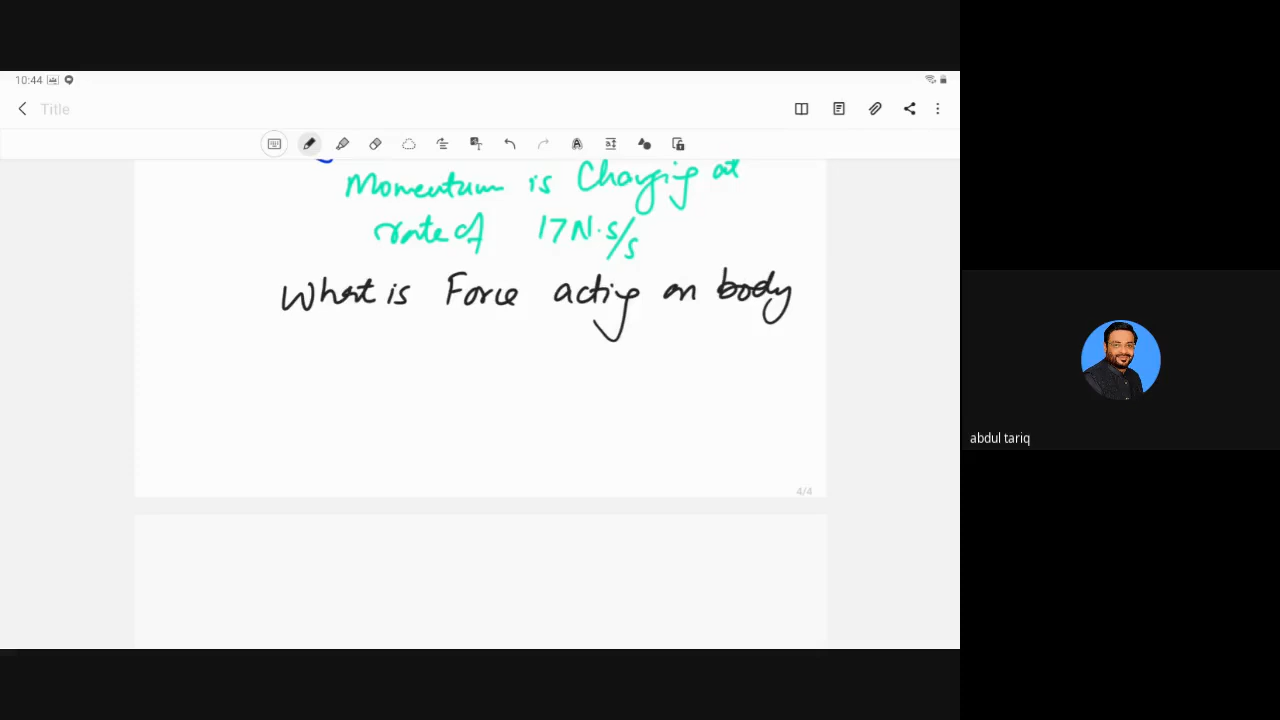 10:44
Title
Momentum is Changing at
rate of 17N.s/s
What is Force acting on body
4/4
abdul tariq